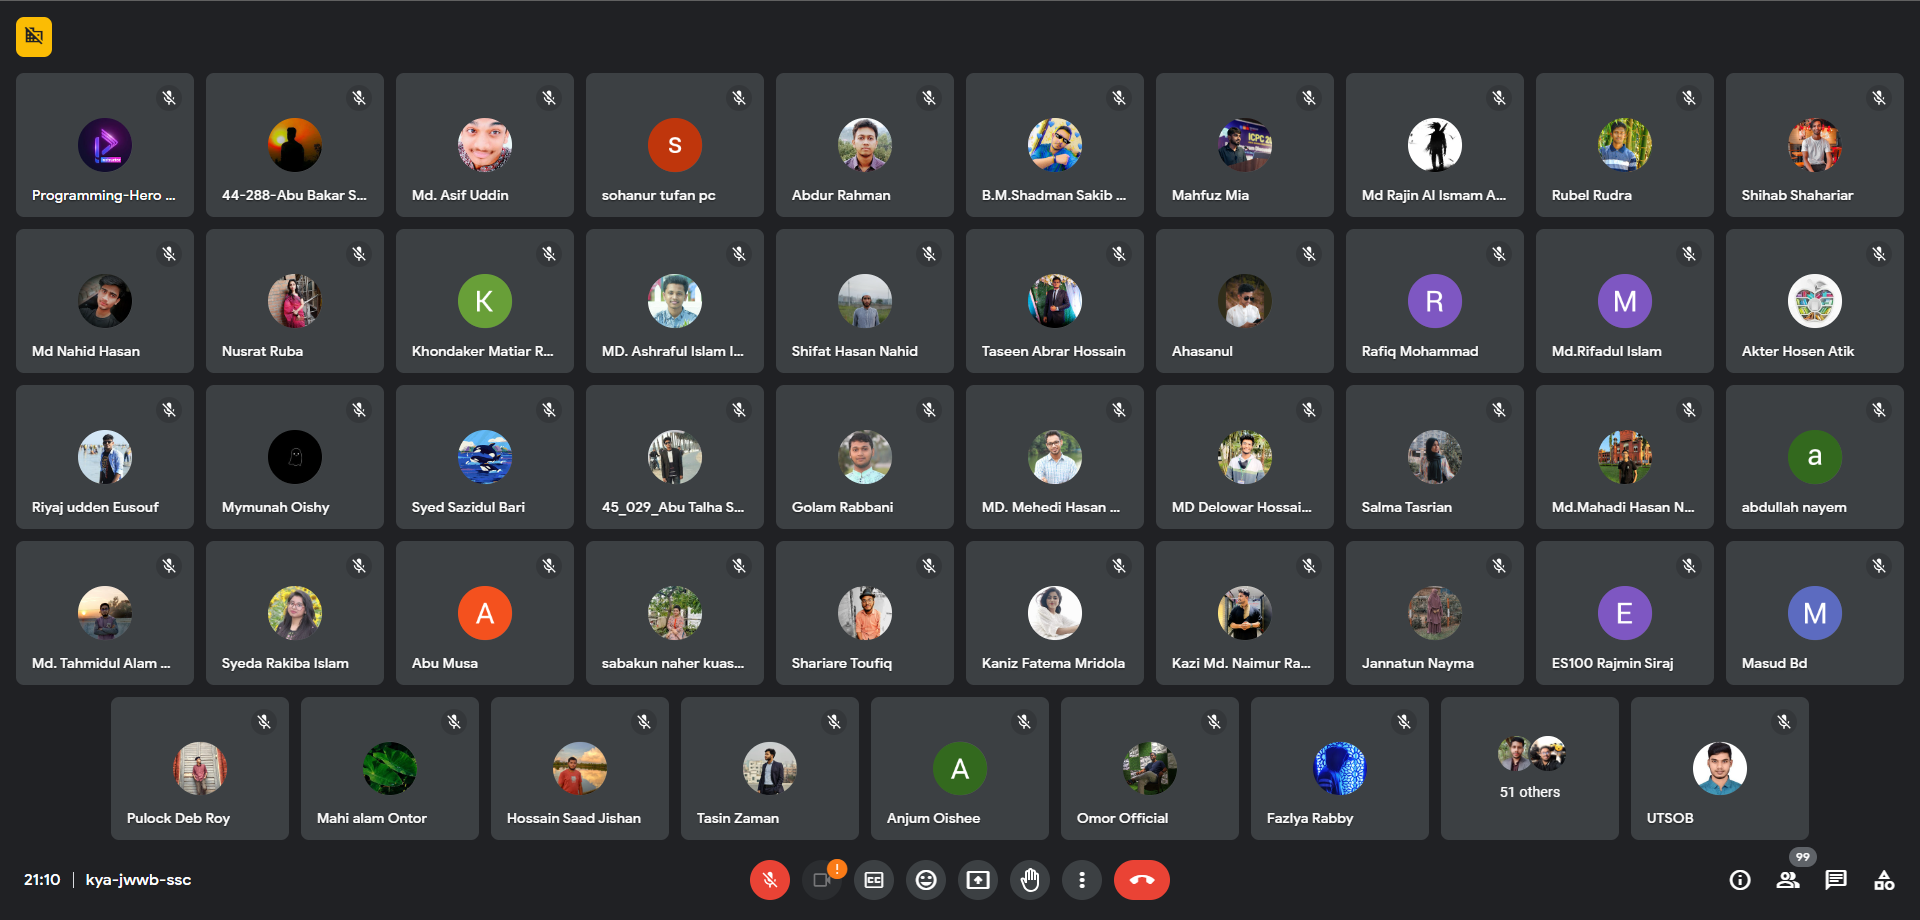 Programming-Hero ...
44-288-Abu Bakar S...
Md. Asif Uddin
s
sohanur tufan pc
Abdur Rahman
B.M.Shadman Sakib ...
ICPC 20
Mahfuz Mia
Md Rajin Al Ismam A...
Rubel Rudra
Shihab Shahariar
Md Nahid Hasan
Nusrat Ruba
K
Khondaker Matiar R...
MD. Ashraful Islam I...
Shifat Hasan Nahid
Taseen Abrar Hossain
Ahasanul
R
Rafiq Mohammad
M
Md.Rifadul Islam
Akter Hosen Atik
Riyaj udden Eusouf
Mymunah Oishy
Syed Sazidul Bari
45_029_Abu Talha S...
Golam Rabbani
MD. Mehedi Hasan ...
MD Delowar Hossai...
Salma Tasrian
Md.Mahadi Hasan N...
a
abdullah nayem
Md. Tahmidul Alam ...
Syeda Rakiba Islam
A
Abu Musa
sabakun naher kuas...
Shariare Toufiq
Kaniz Fatema Mridola
Kazi Md. Naimur Ra...
Jannatun Nayma
E
ES100 Rajmin Siraj
M
Masud Bd
Pulock Deb Roy
Mahi alam Ontor
Hossain Saad Jishan
Tasin Zaman
A
Anjum Oishee
Omor Official
Fazlya Rabby
51 others
UTSOB
21:10 | kya-jwwb-ssc
!
CC
99